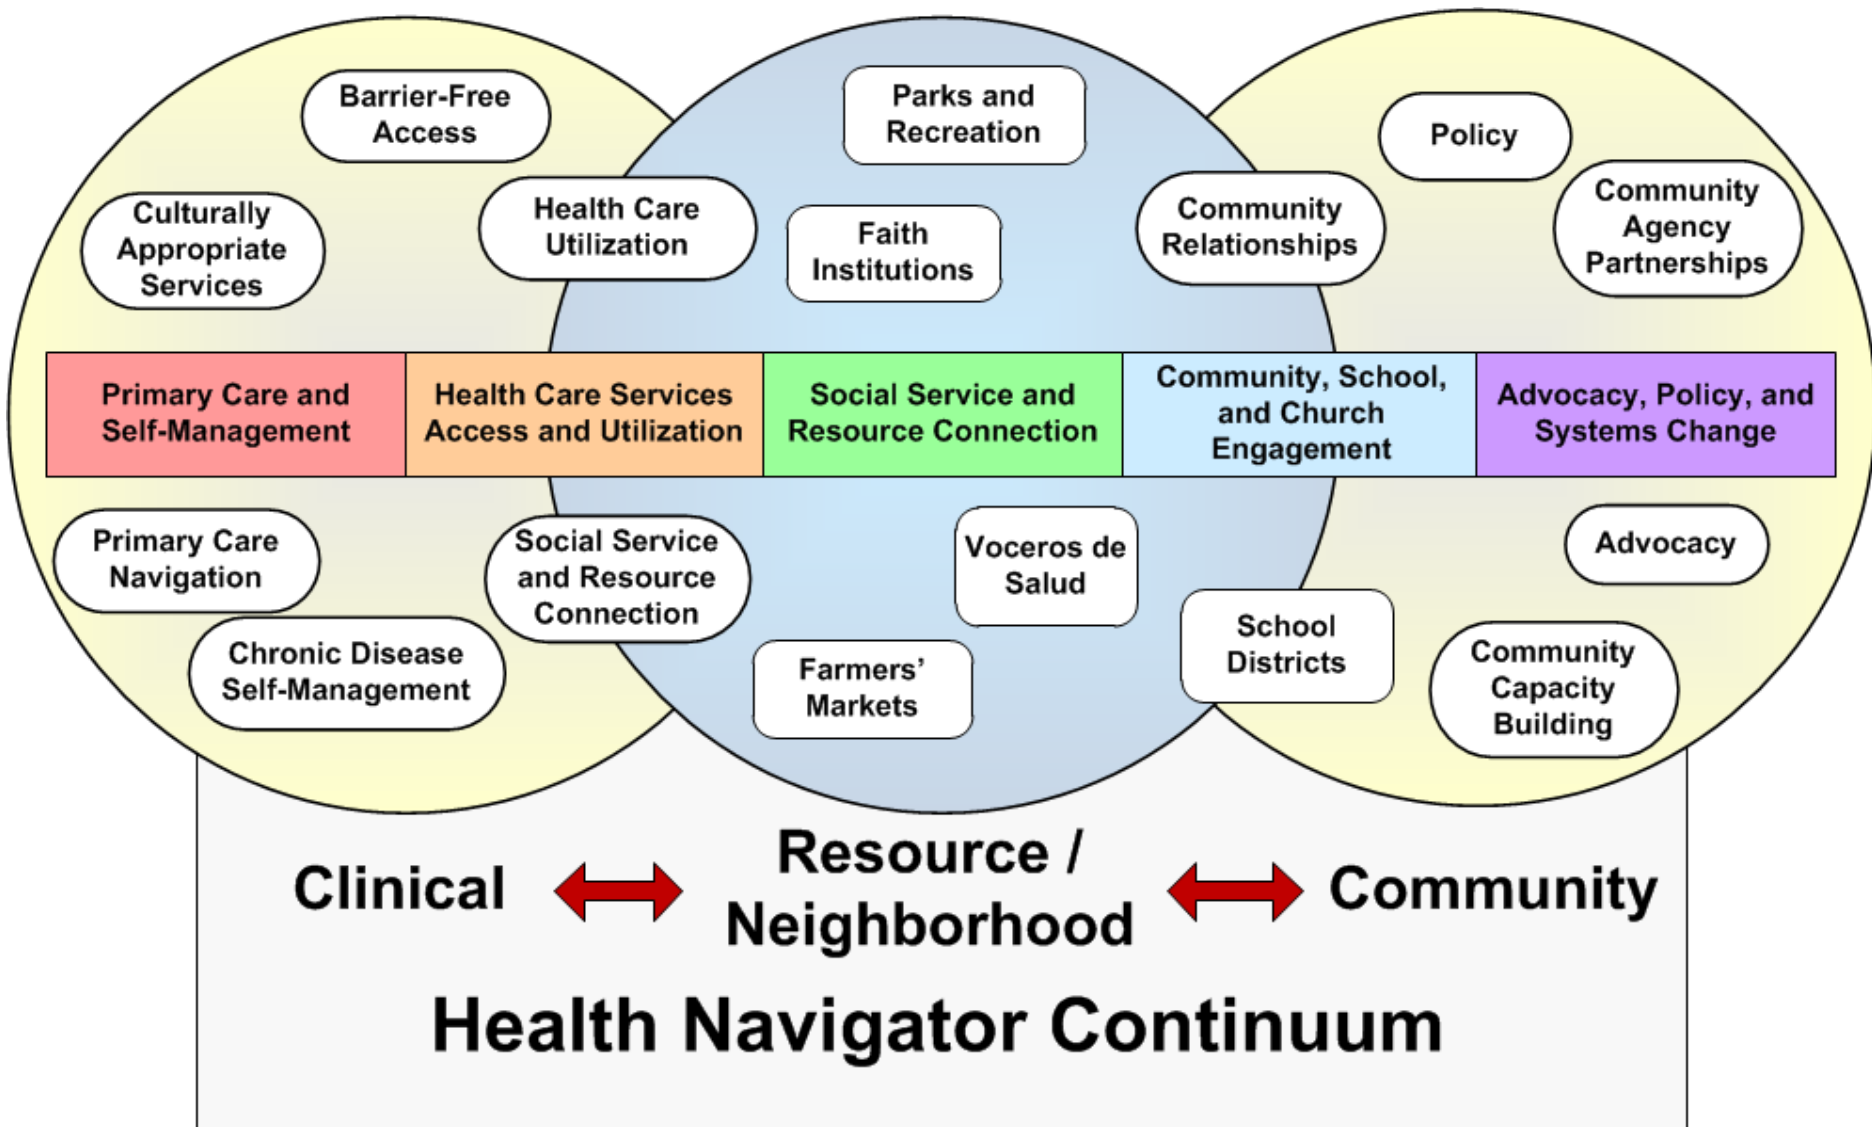 Barrier-Free
Access
Parks and
Recreation
Policy
Culturally
Appropriate
Services
Health Care
Utilization
Faith
Institutions
Community
Relationships
Community
Agency
Partnerships
Primary Care and
Self-Management
Health Care Services
Access and Utilization
Social Service and
Resource Connection
Community, School,
and Church
Engagement
Advocacy, Policy, and
Systems Change
Primary Care
Navigation
Social Service
and Resource
Connection
Voceros de
Salud
Advocacy
Chronic Disease
Self-Management
Farmers’
Markets
School
Districts
Community
Capacity
Building
Clinical
Resource /
Neighborhood
Community
Health Navigator Continuum